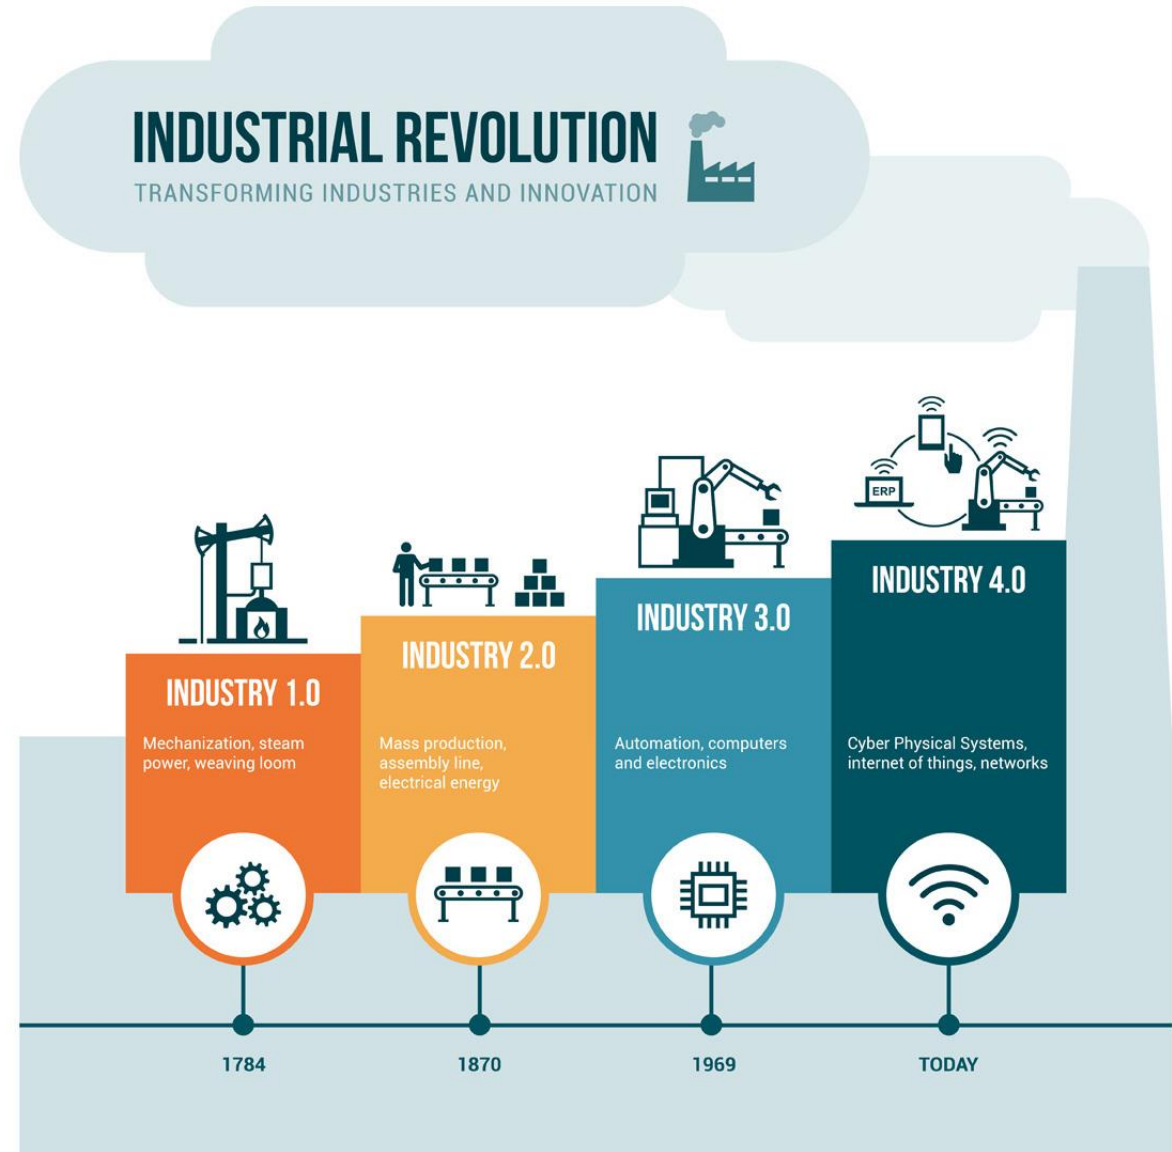 INDUSTRIAL REVOLUTION
TRANSFORMING INDUSTRIES AND INNOVATION
ERP
INDUSTRY 1.0
Mechanization, steam
power, weaving loom
INDUSTRY 2.0
Mass production,
assembly line,
electrical energy
INDUSTRY 3.0
Automation, computers
and electronics
INDUSTRY 4.0
Cyber Physical Systems,
internet of things, networks
1784
1870
1969
TODAY